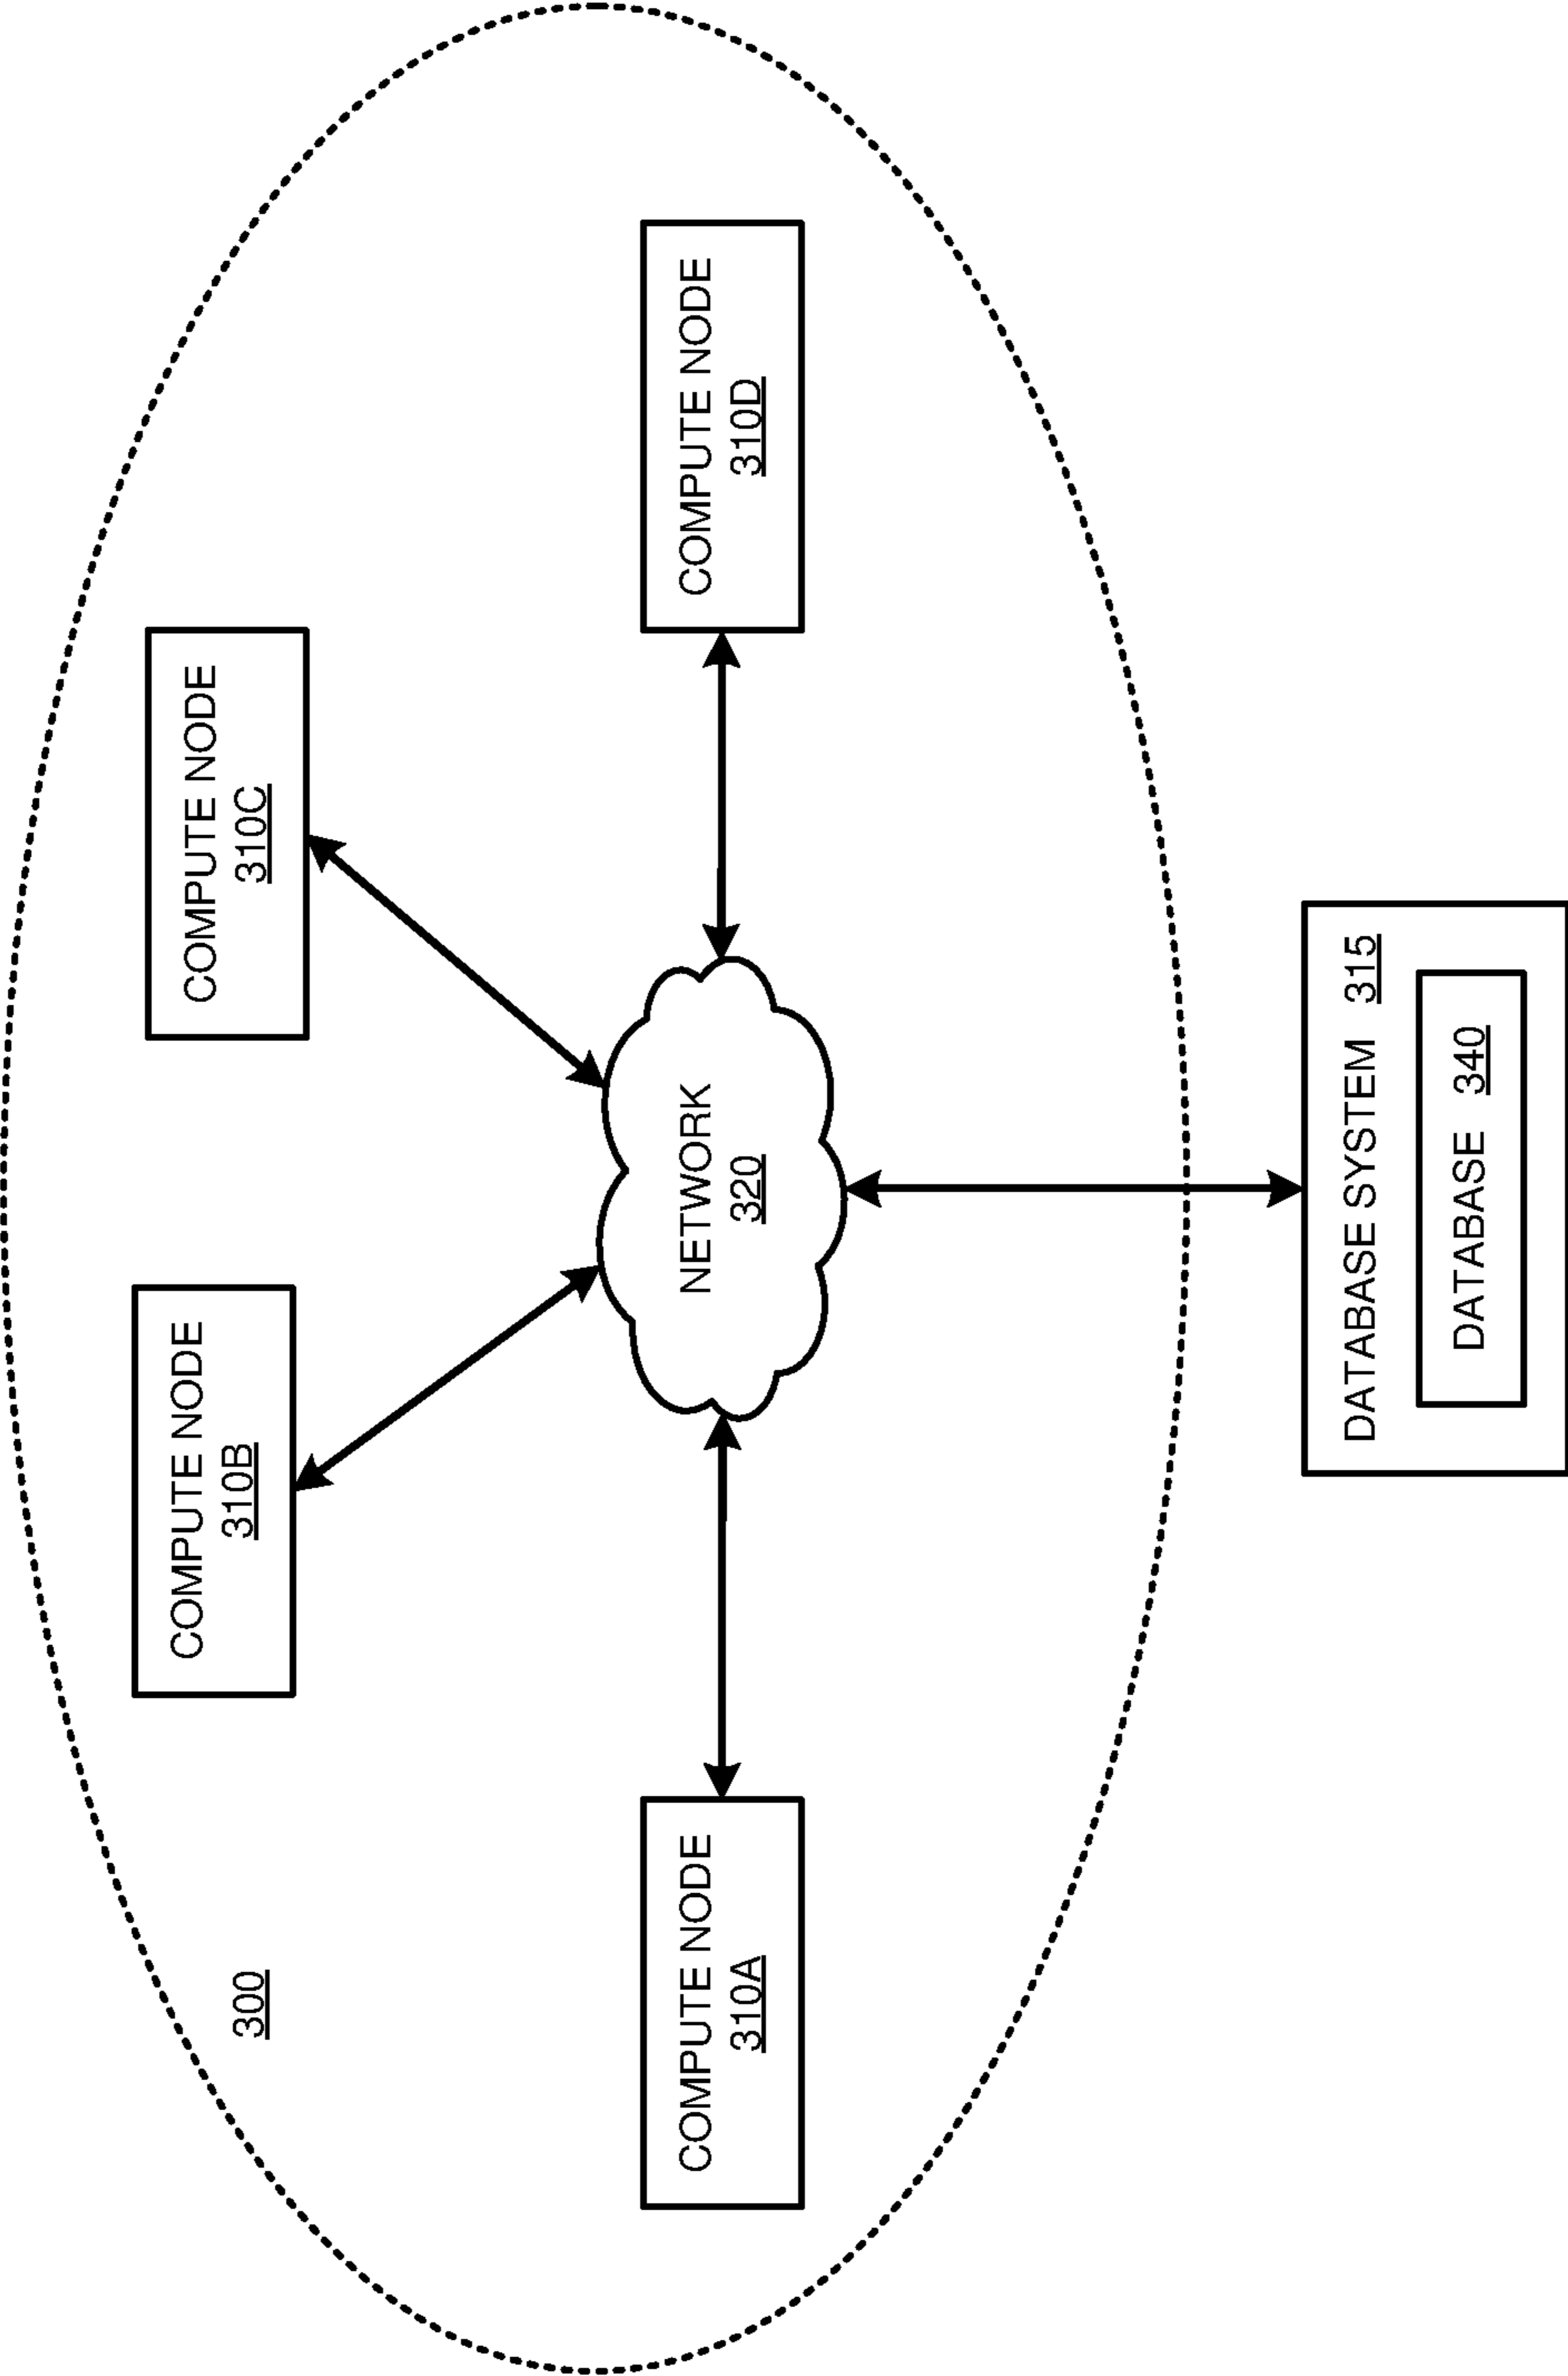 300
COMPUTE NODE
310B
COMPUTE NODE
310C
COMPUTE NODE
310A
NETWORK
320
COMPUTE NODE
310D
DATABASE SYSTEM 315
DATABASE 340